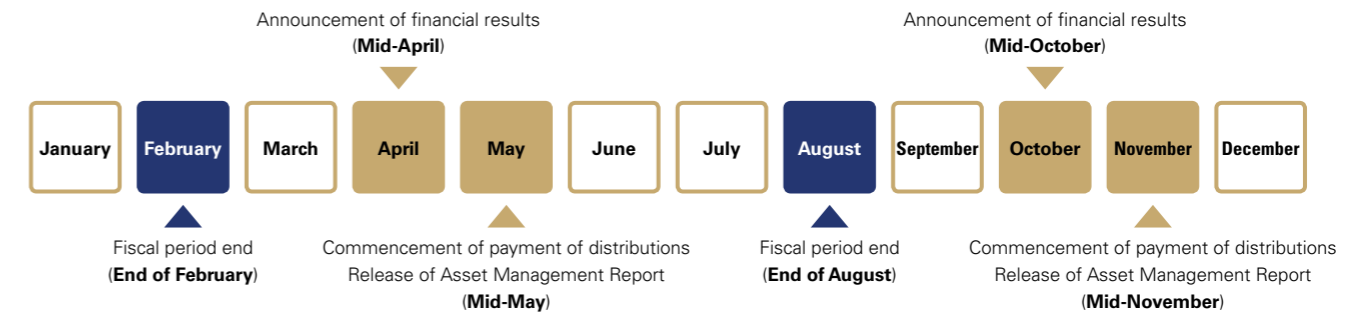 Announcement of financial results
(Mid-April)
Announcement of financial results
(Mid-October)
January
February
March
April
May
June
July
August
September
October
November
December
Fiscal period end
(End of February)
Commencement of payment of distributions
Release of Asset Management Report
(Mid-May)
Fiscal period end
(End of August)
Commencement of payment of distributions
Release of Asset Management Report
(Mid-November)